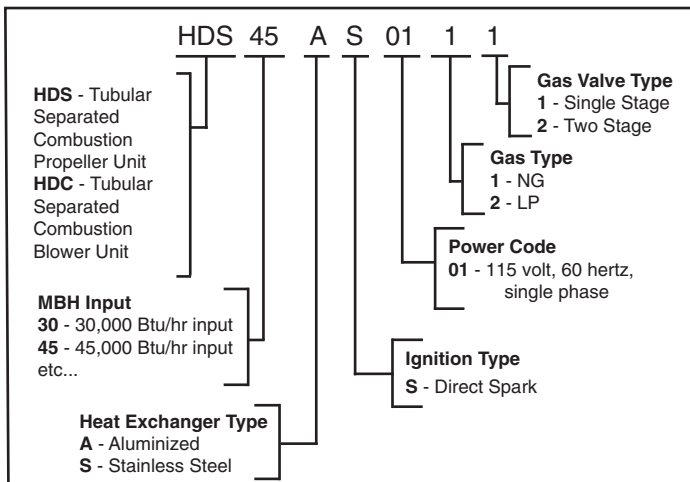 HDS 45 A S 01 1 1
HDS - Tubular
Separated
Combustion
Propeller Unit
HDC - Tubular
Separated
Combustion
Blower Unit
MBH Input
30 - 30,000 Btu/hr input
45 - 45,000 Btu/hr input
etc...
Heat Exchanger Type
A - Aluminized
S - Stainless Steel
Gas Valve Type
1 - Single Stage
2 - Two Stage
Gas Type
1 - NG
2 - LP
Power Code
01 - 115 volt, 60 hertz,
single phase
Ignition Type
S - Direct Spark